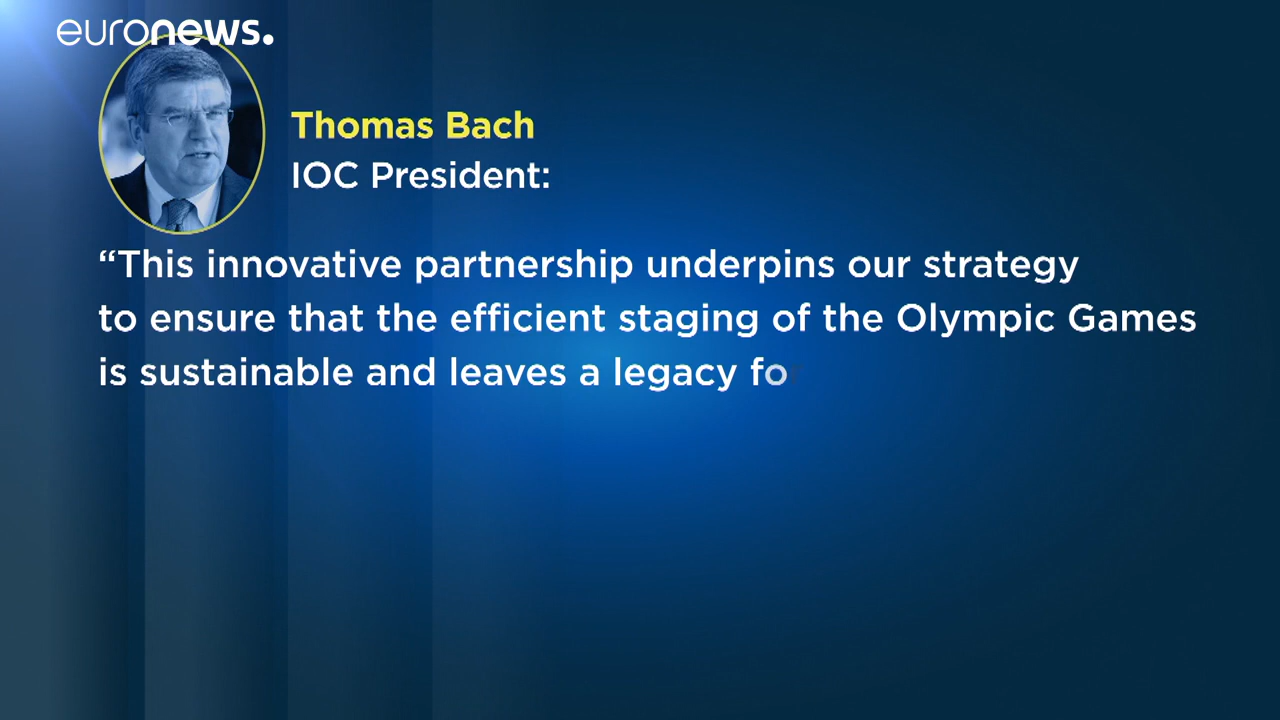 euronews.
Thomas Bach
IOC President:
“This innovative partnership underpins our strategy
to ensure that the efficient staging of the Olympic Games
is sustainable and leaves a legacy fo